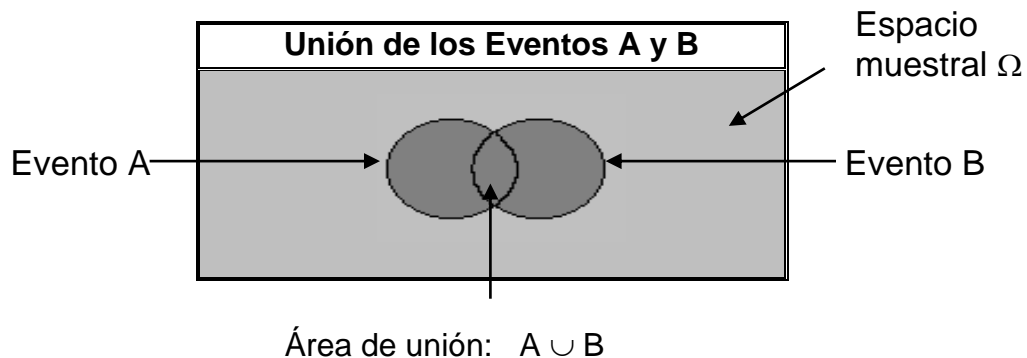 Unión de los Eventos A y B
Espacio
muestral Ω
Evento A
Evento B
Área de unión: A ∪ B